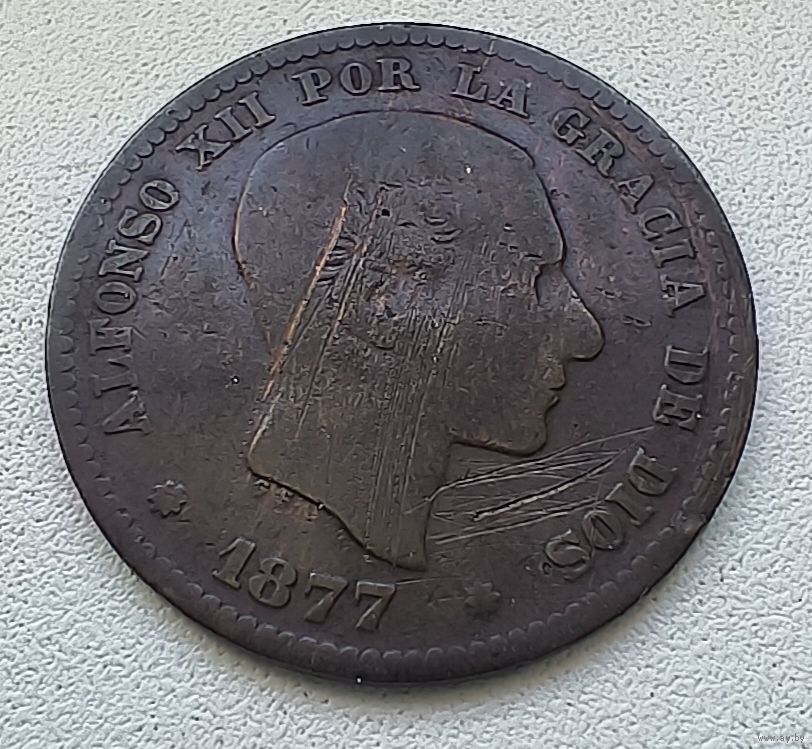 ALFONSO XII POR LA GRACIA DE DIOS.
1877
www.ay.by